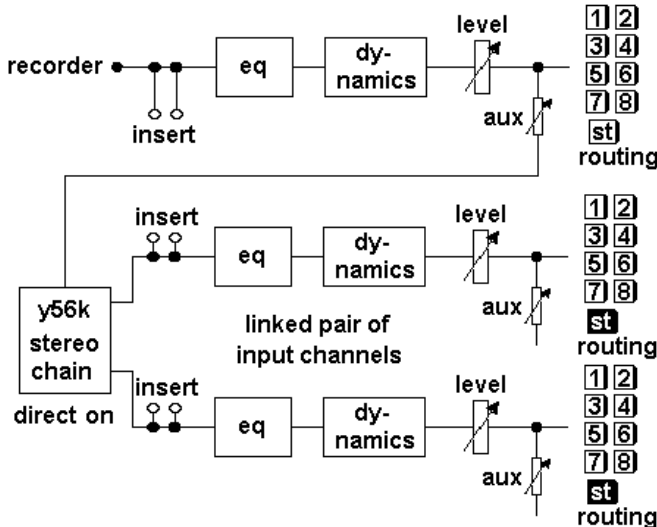 level
1 2
dy-
namics
3 4
recorder
eq
5 6
7 8
insert
aux
st
routing
insert
level
1 2
eq
dy-
namics
3 4
5 6
7 8
y56k
stereo
chain
linked pair of
input channels
aux
st
routing
direct on
insert
level
1 2
eq
dy-
namics
3 4
5 6
7 8
aux
st
routing